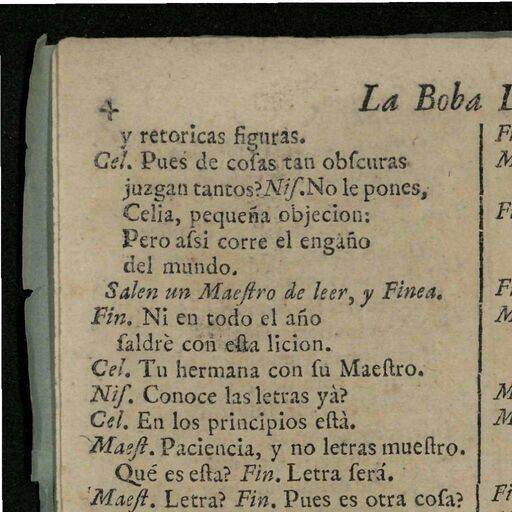 4
La Boba L
y retoricas figuras.
Cel. Pues de coſas tan obſcuras
juzgan tantos? Niſ. No le pones,
Celia, pequeña objecion:
Pero aſsi corre el engaño
del mundo.
Salen un Maeſtro de leer, y Finea.
Fin. Ni en todo el año
ſaldrè con eſta licion.
Cel. Tu hermana con ſu Maeſtro.
Niſ. Conoce las letras yà?
Cel. En los principios eſtà.
Maeſt. Paciencia, y no letras mueſtro.
Qué es eſta? Fin. Letra ſerá.
Maeſt. Letra? Fin. Pues es otra coſa?
Fi
M
Fi
Fi
M
M
M
Fi